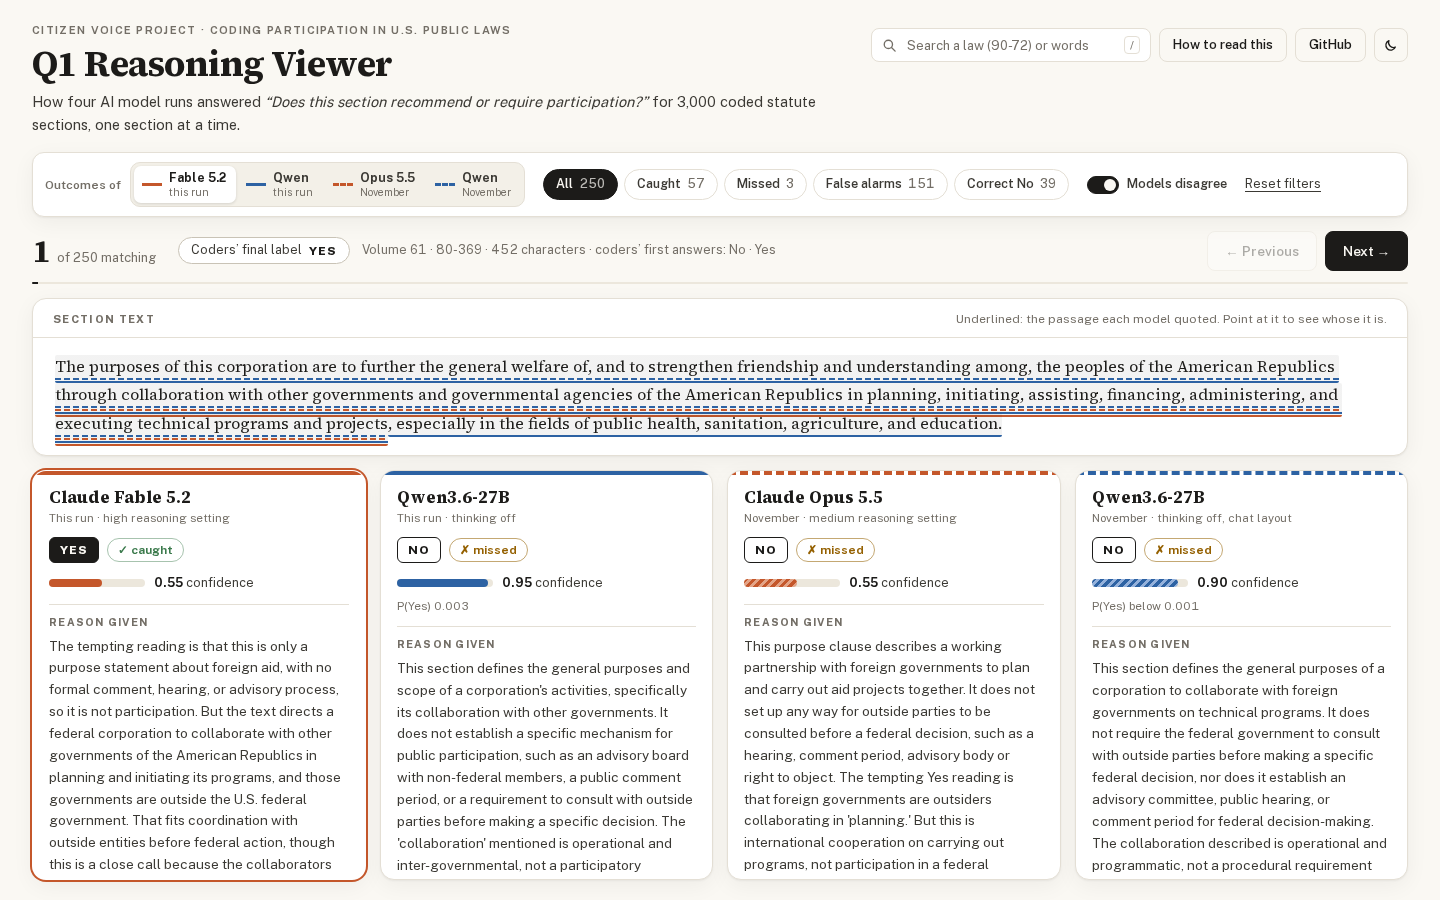 CITIZEN VOICE PROJECT · CODING PARTICIPATION IN U.S. PUBLIC LAWS
Q1 Reasoning Viewer
How four AI model runs answered “Does this section recommend or require participation?” for 3,000 coded statute
sections, one section at a time.
Search a law (90-72) or words /
How to read this
GitHub
Outcomes of
Fable 5.2
this run
Qwen
this run
Opus 5.5
November
Qwen
November
All 250
Caught 57
Missed 3
False alarms 151
Correct No 39
Models disagree
Reset filters
1 of 250 matching
Coders’ final label YES
Volume 61 · 80-369 · 452 characters · coders’ first answers: No · Yes
← Previous
Next →
SECTION TEXT
Underlined: the passage each model quoted. Point at it to see whose it is.
The purposes of this corporation are to further the general welfare of, and to strengthen friendship and understanding among, the peoples of the American Republics
through collaboration with other governments and governmental agencies of the American Republics in planning, initiating, assisting, financing, administering, and
executing technical programs and projects, especially in the fields of public health, sanitation, agriculture, and education.
Claude Fable 5.2
This run · high reasoning setting
YES ✓ caught
0.55 confidence
REASON GIVEN
The tempting reading is that this is only a
purpose statement about foreign aid, with no
formal comment, hearing, or advisory process,
so it is not participation. But the text directs a
federal corporation to collaborate with other
governments of the American Republics in
planning and initiating its programs, and those
governments are outside the U.S. federal
government. That fits coordination with
outside entities before federal action, though
this is a close call because the collaborators
Qwen3.6-27B
This run · thinking off
NO ✗ missed
0.95 confidence
P(Yes) 0.003
REASON GIVEN
This section defines the general purposes and
scope of a corporation's activities, specifically
its collaboration with other governments. It
does not establish a specific mechanism for
public participation, such as an advisory board
with non-federal members, a public comment
period, or a requirement to consult with outside
parties before making a specific decision. The
'collaboration' mentioned is operational and
inter-governmental, not a participatory
Claude Opus 5.5
November · medium reasoning setting
NO ✗ missed
0.55 confidence
REASON GIVEN
This purpose clause describes a working
partnership with foreign governments to plan
and carry out aid projects together. It does not
set up any way for outside parties to be
consulted before a federal decision, such as a
hearing, comment period, advisory body or
right to object. The tempting Yes reading is
that foreign governments are outsiders
collaborating in 'planning.' But this is
international cooperation on carrying out
programs, not participation in a federal
Qwen3.6-27B
November · thinking off, chat layout
NO ✗ missed
0.90 confidence
P(Yes) below 0.001
REASON GIVEN
This section defines the general purposes of a
corporation to collaborate with foreign
governments on technical programs. It does
not require the federal government to consult
with outside parties before making a specific
federal decision, nor does it establish an
advisory committee, public hearing, or
comment period for federal decision-making.
The collaboration described is operational and
programmatic, not a procedural requirement